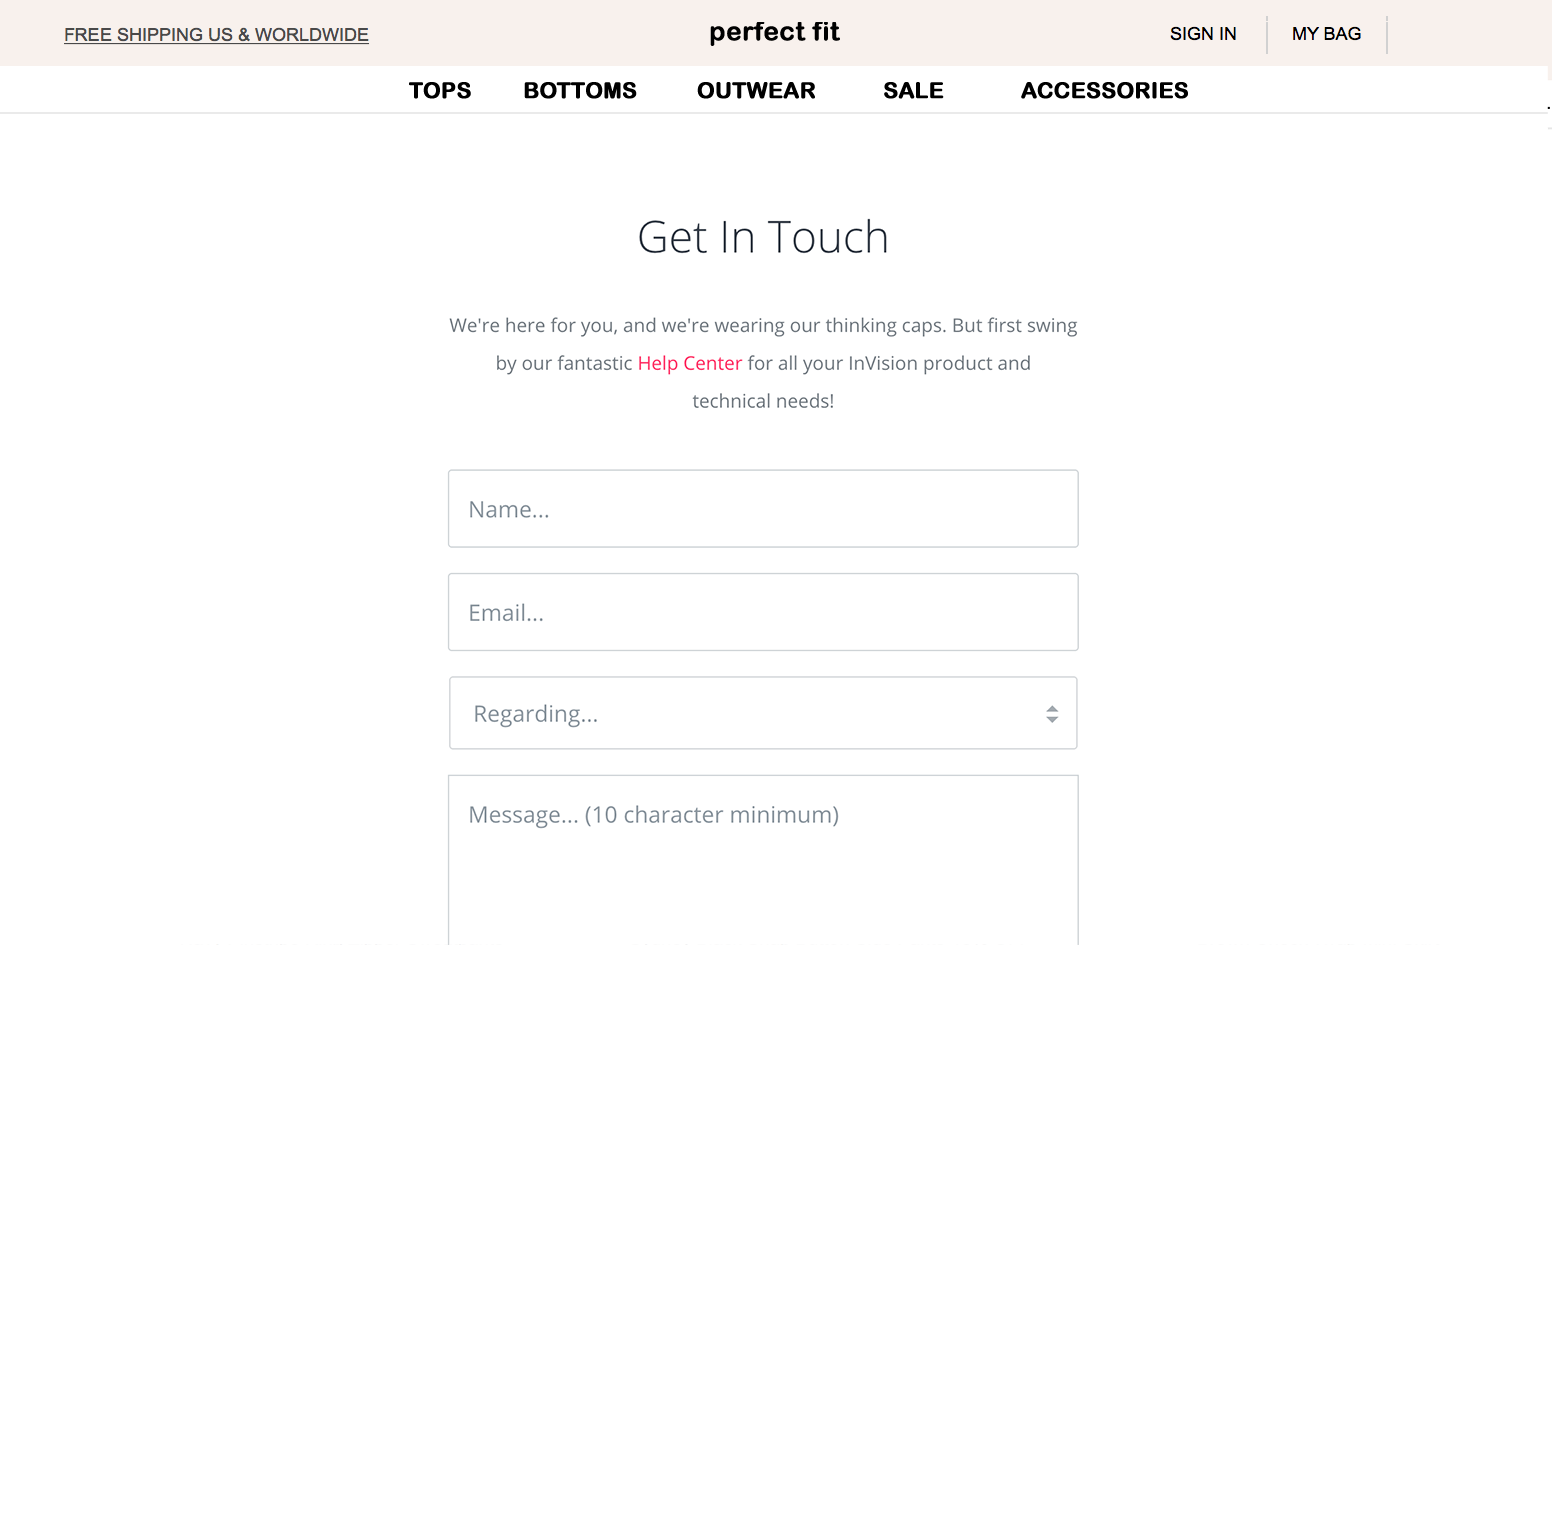 FREE SHIPPING US & WORLDWIDE
perfect fit
SIGN IN
MY BAG
TOPS
BOTTOMS
OUTWEAR
SALE
ACCESSORIES
Get In Touch
We're here for you, and we're wearing our thinking caps. But first swing
by our fantastic Help Center for all your InVision product and
technical needs!
Name...
Email...
Regarding...
Message... (10 character minimum)